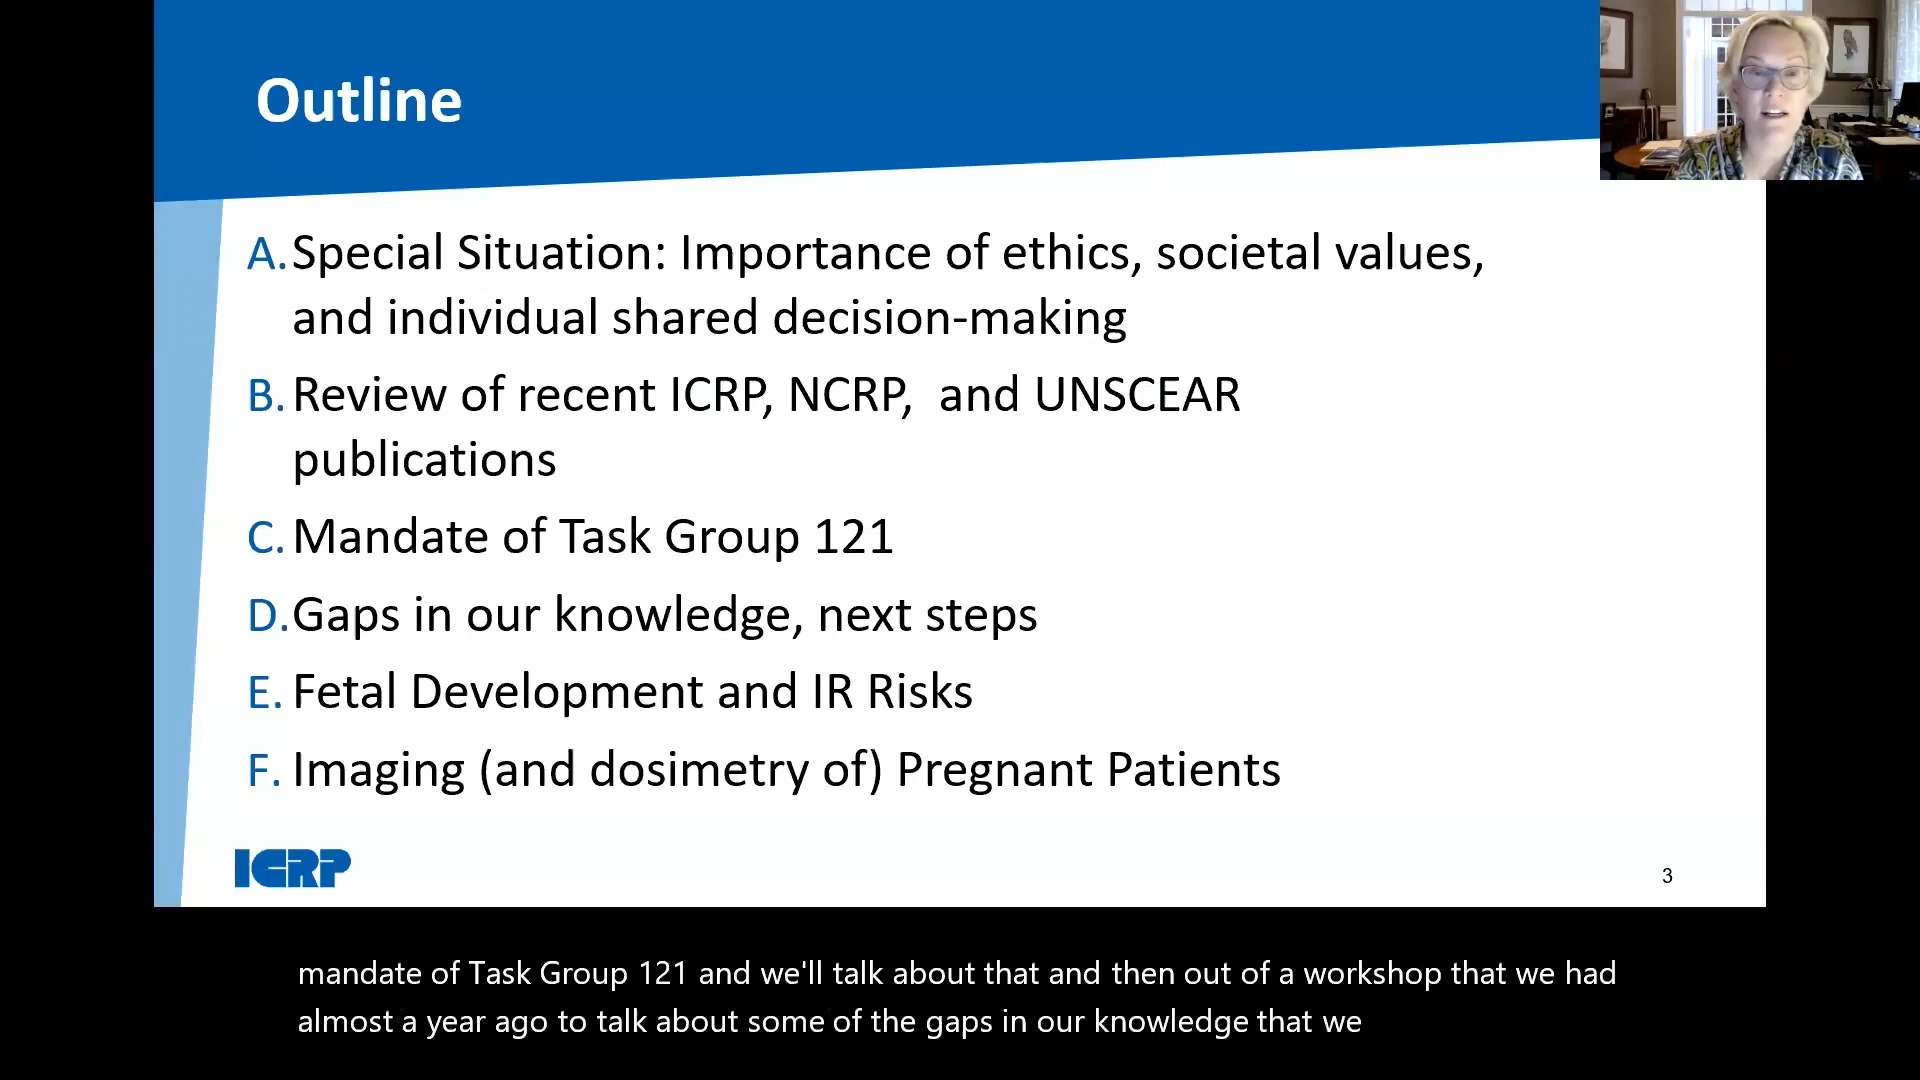 Outline
A. Special Situation: Importance of ethics, societal values,
and individual shared decision-making
B. Review of recent ICRP, NCRP,  and UNSCEAR
publications
C. Mandate of Task Group 121
D. Gaps in our knowledge, next steps
E. Fetal Development and IR Risks
F. Imaging (and dosimetry of) Pregnant Patients
ICRP
3
mandate of Task Group 121 and we'll talk about that and then out of a workshop that we had
almost a year ago to talk about some of the gaps in our knowledge that we